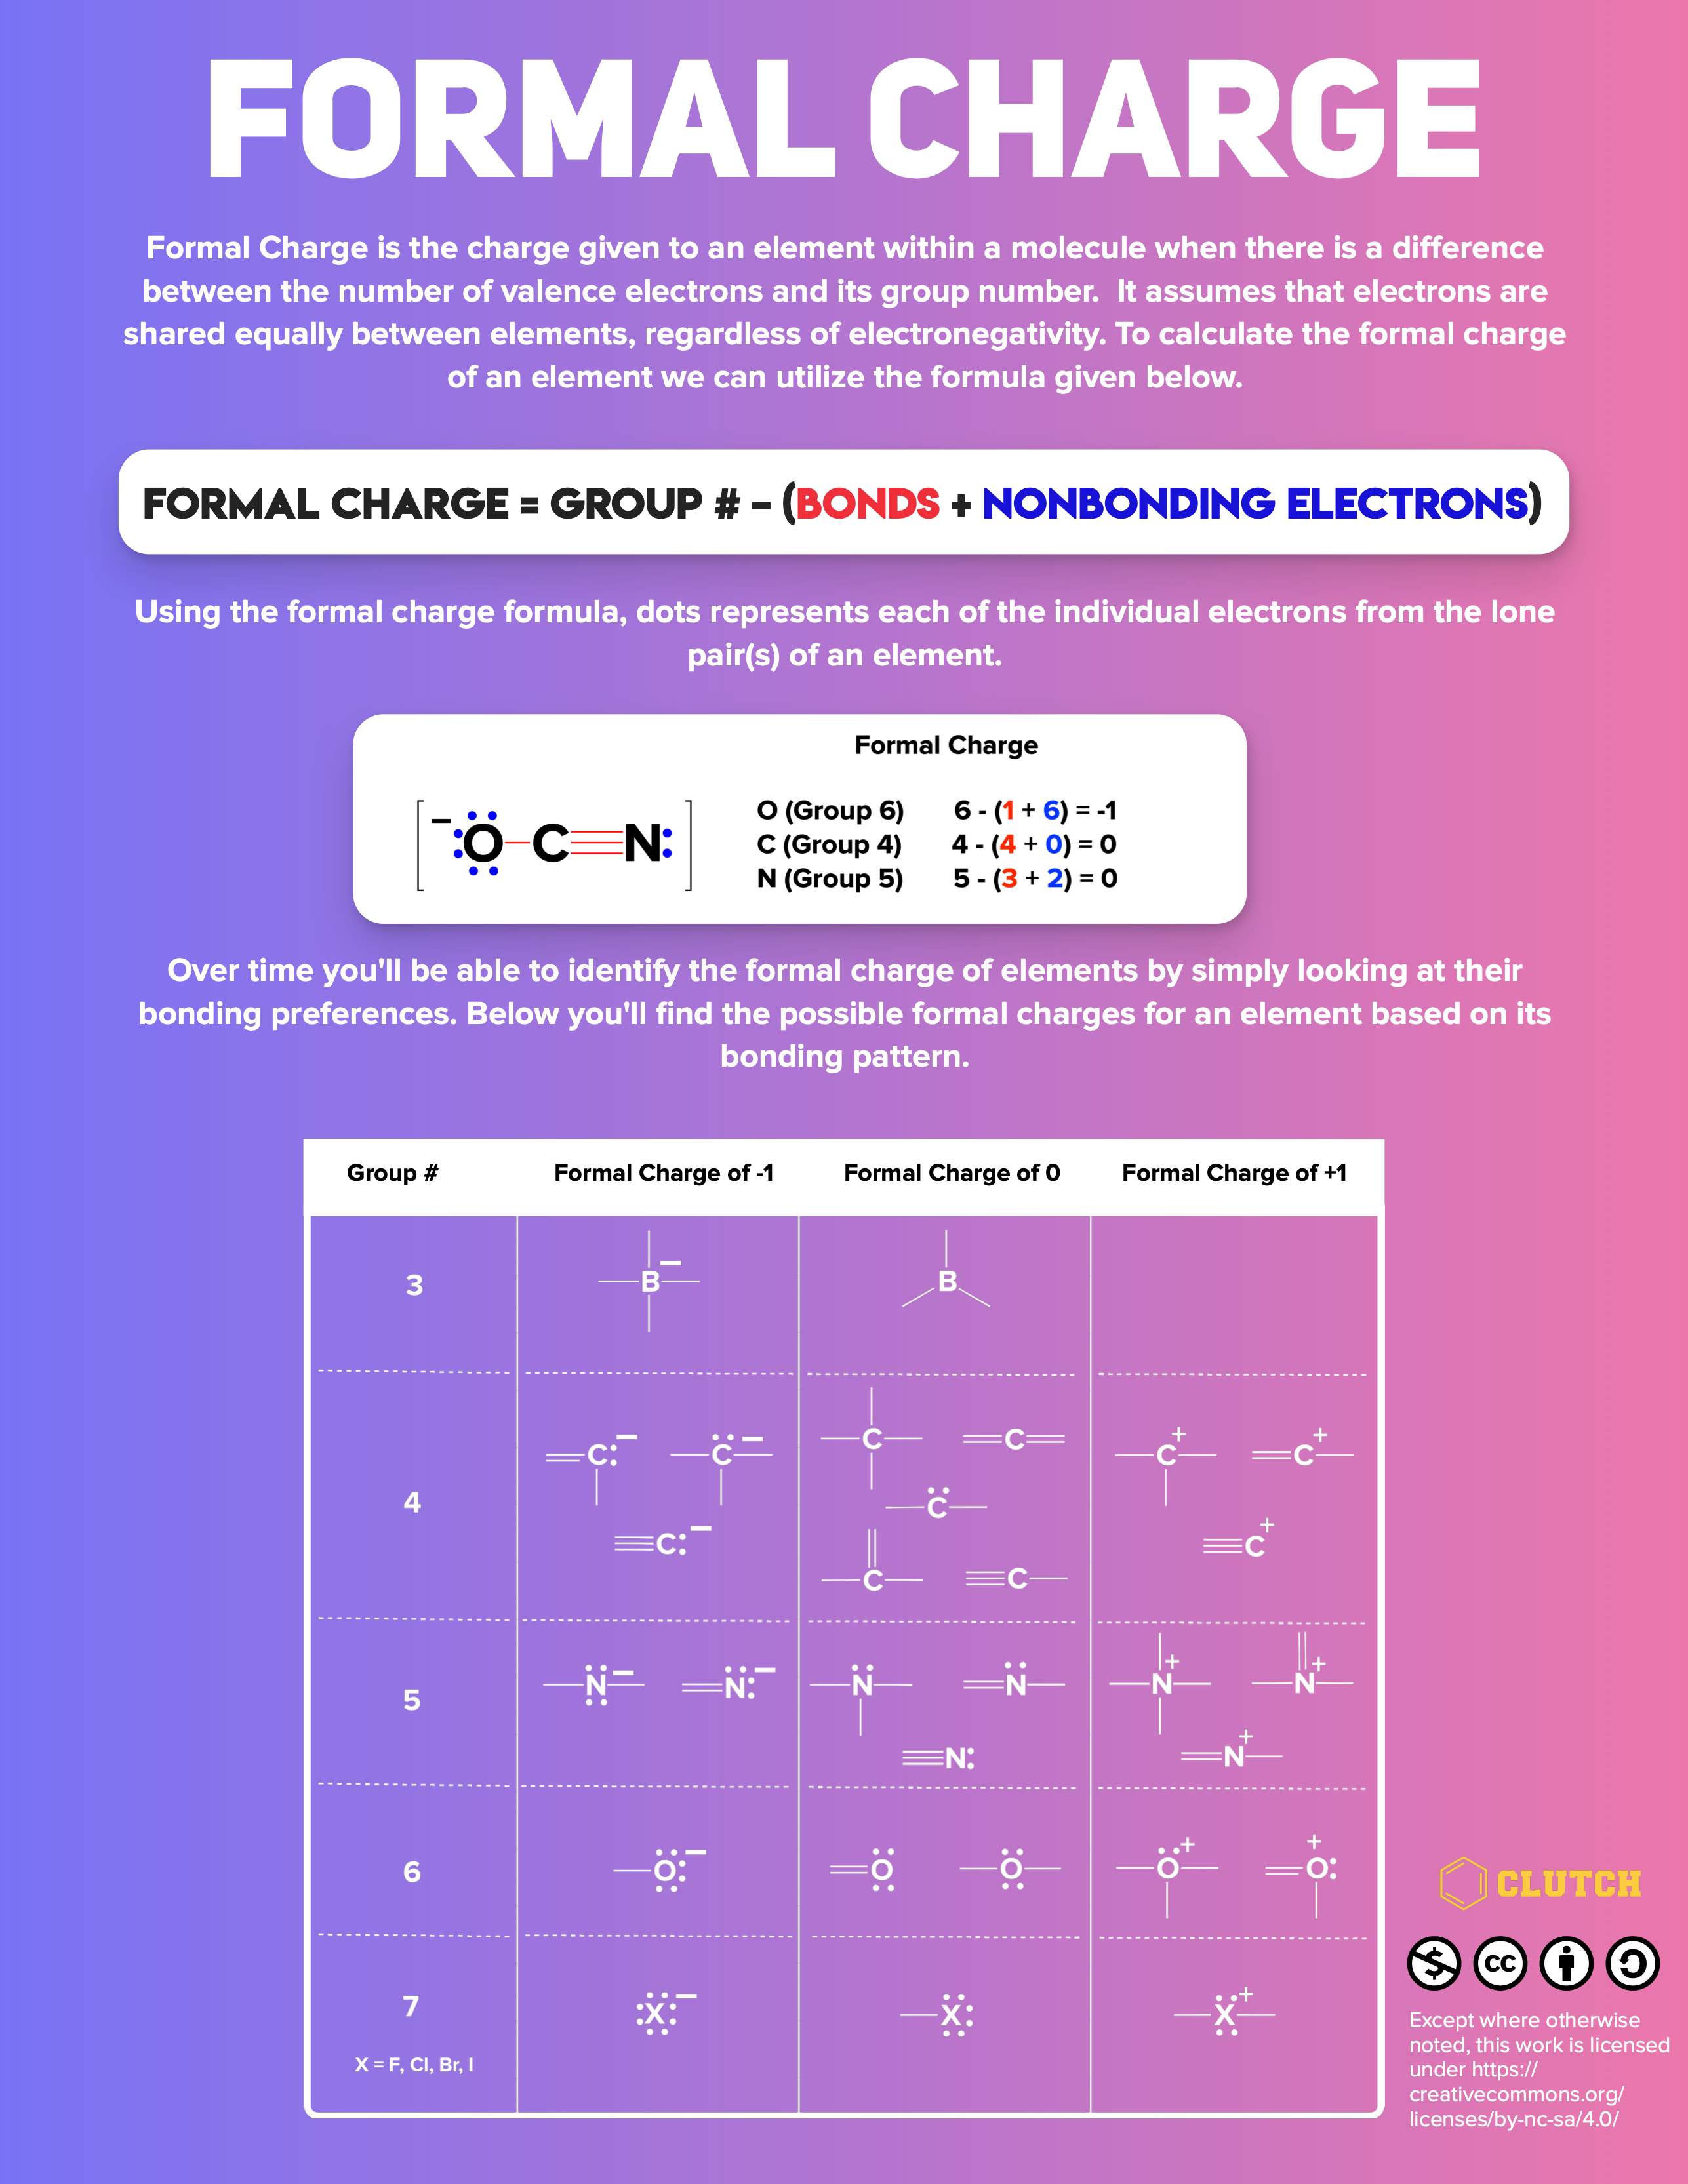 FORMAL CHARGE
Formal Charge is the charge given to an element within a molecule when there is a difference
between the number of valence electrons and its group number.  It assumes that electrons are
shared equally between elements, regardless of electronegativity. To calculate the formal charge
of an element we can utilize the formula given below.
FORMAL CHARGE = GROUP # – (BONDS + NONBONDING ELECTRONS)
Using the formal charge formula, dots represents each of the individual electrons from the lone
pair(s) of an element.
Formal Charge
O C N
O (Group 6) 6 - (1 + 6) = -1
C (Group 4) 4 - (4 + 0) = 0
N (Group 5) 5 - (3 + 2) = 0
Over time you'll be able to identify the formal charge of elements by simply looking at their
bonding preferences. Below you'll find the possible formal charges for an element based on its
bonding pattern.
Group # Formal Charge of -1 Formal Charge of 0 Formal Charge of +1
3 B B
4
C C C C C+ C+
C
C C+
C C
5
N N N N N+ N+
N N+
6 O O O O+ O+
7 X X X+
X = F, Cl, Br, I
CLUTCH
$ CC
Except where otherwise
noted, this work is licensed
under https://
creativecommons.org/
licenses/by-nc-sa/4.0/